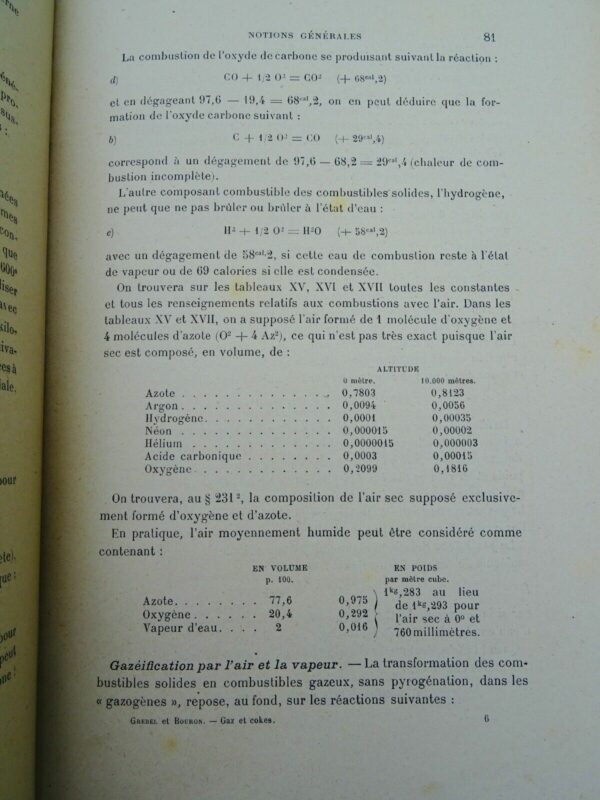 NOTIONS GÉNÉRALES 81
La combustion de l'oxyde de carbone se produisant suivant la réaction :
d) CO + 1/2 O² = CO² (+ 68cal,2)
et en dégageant 97,6 — 19,4 = 68cal,2, on en peut déduire que la for-
mation de l'oxyde carbone suivant :
b) C + 1/2 O² = CO (+ 29cal,4)
correspond à un dégagement de 97,6 — 68,2 = 29cal,4 (chaleur de com-
bustion incomplète).
L'autre composant combustible des combustibles solides, l'hydrogène,
ne peut que ne pas brûler ou brûler à l'état d'eau :
e) H² + 1/2 O² = H²O (+ 58cal,2)
avec un dégagement de 58cal,2, si cette eau de combustion reste à l'état
de vapeur ou de 69 calories si elle est condensée.
On trouvera sur les tableaux XV, XVI et XVII toutes les constantes
et tous les renseignements relatifs aux combustions avec l'air. Dans les
tableaux XV et XVII, on a supposé l'air formé de 1 molécule d'oxygène et
4 molécules d'azote (O² + 4 Az²), ce qui n'est pas très exact puisque l'air
sec est composé, en volume, de :
ALTITUDE
0 mètre. 10.000 mètres.
Azote . . . . . . . . . . . . . . 0,7803 0,8123
Argon . . . . . . . . . . . . . . 0,0094 0,0056
Hydrogène . . . . . . . . . . . . 0,0001 0,00035
Néon . . . . . . . . . . . . . . 0,000015 0,00002
Hélium . . . . . . . . . . . . . 0,0000015 0,000003
Acide carbonique . . . . . . . . 0,0003 0,00015
Oxygène . . . . . . . . . . . . . 0,2099 0,1816
On trouvera, au § 231², la composition de l'air sec supposé exclusive-
ment formé d'oxygène et d'azote.
En pratique, l'air moyennement humide peut être considéré comme
contenant :
EN VOLUME EN POIDS
p. 100. par mètre cube.
Azote . . . . . . . 77,6 0,975 1kg,283 au lieu
Oxygène . . . . . . 20,4 0,292 de 1kg,293 pour
Vapeur d'eau . . . . 2 0,016 l'air sec à 0° et
760 millimètres.
Gazéification par l'air et la vapeur. — La transformation des com-
bustibles solides en combustibles gazeux, sans pyrogénation, dans les
« gazogènes », repose, au fond, sur les réactions suivantes :
GREBEL et BOURON. — Gaz et cokes. 6